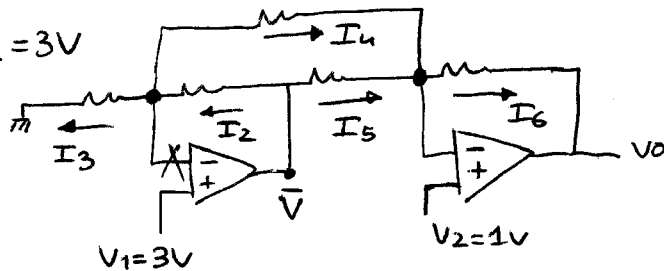 = 3V
I4
I3
I2
I5
I6
−
+
V̄
−
+
VO
V1 = 3V
V2 = 1V